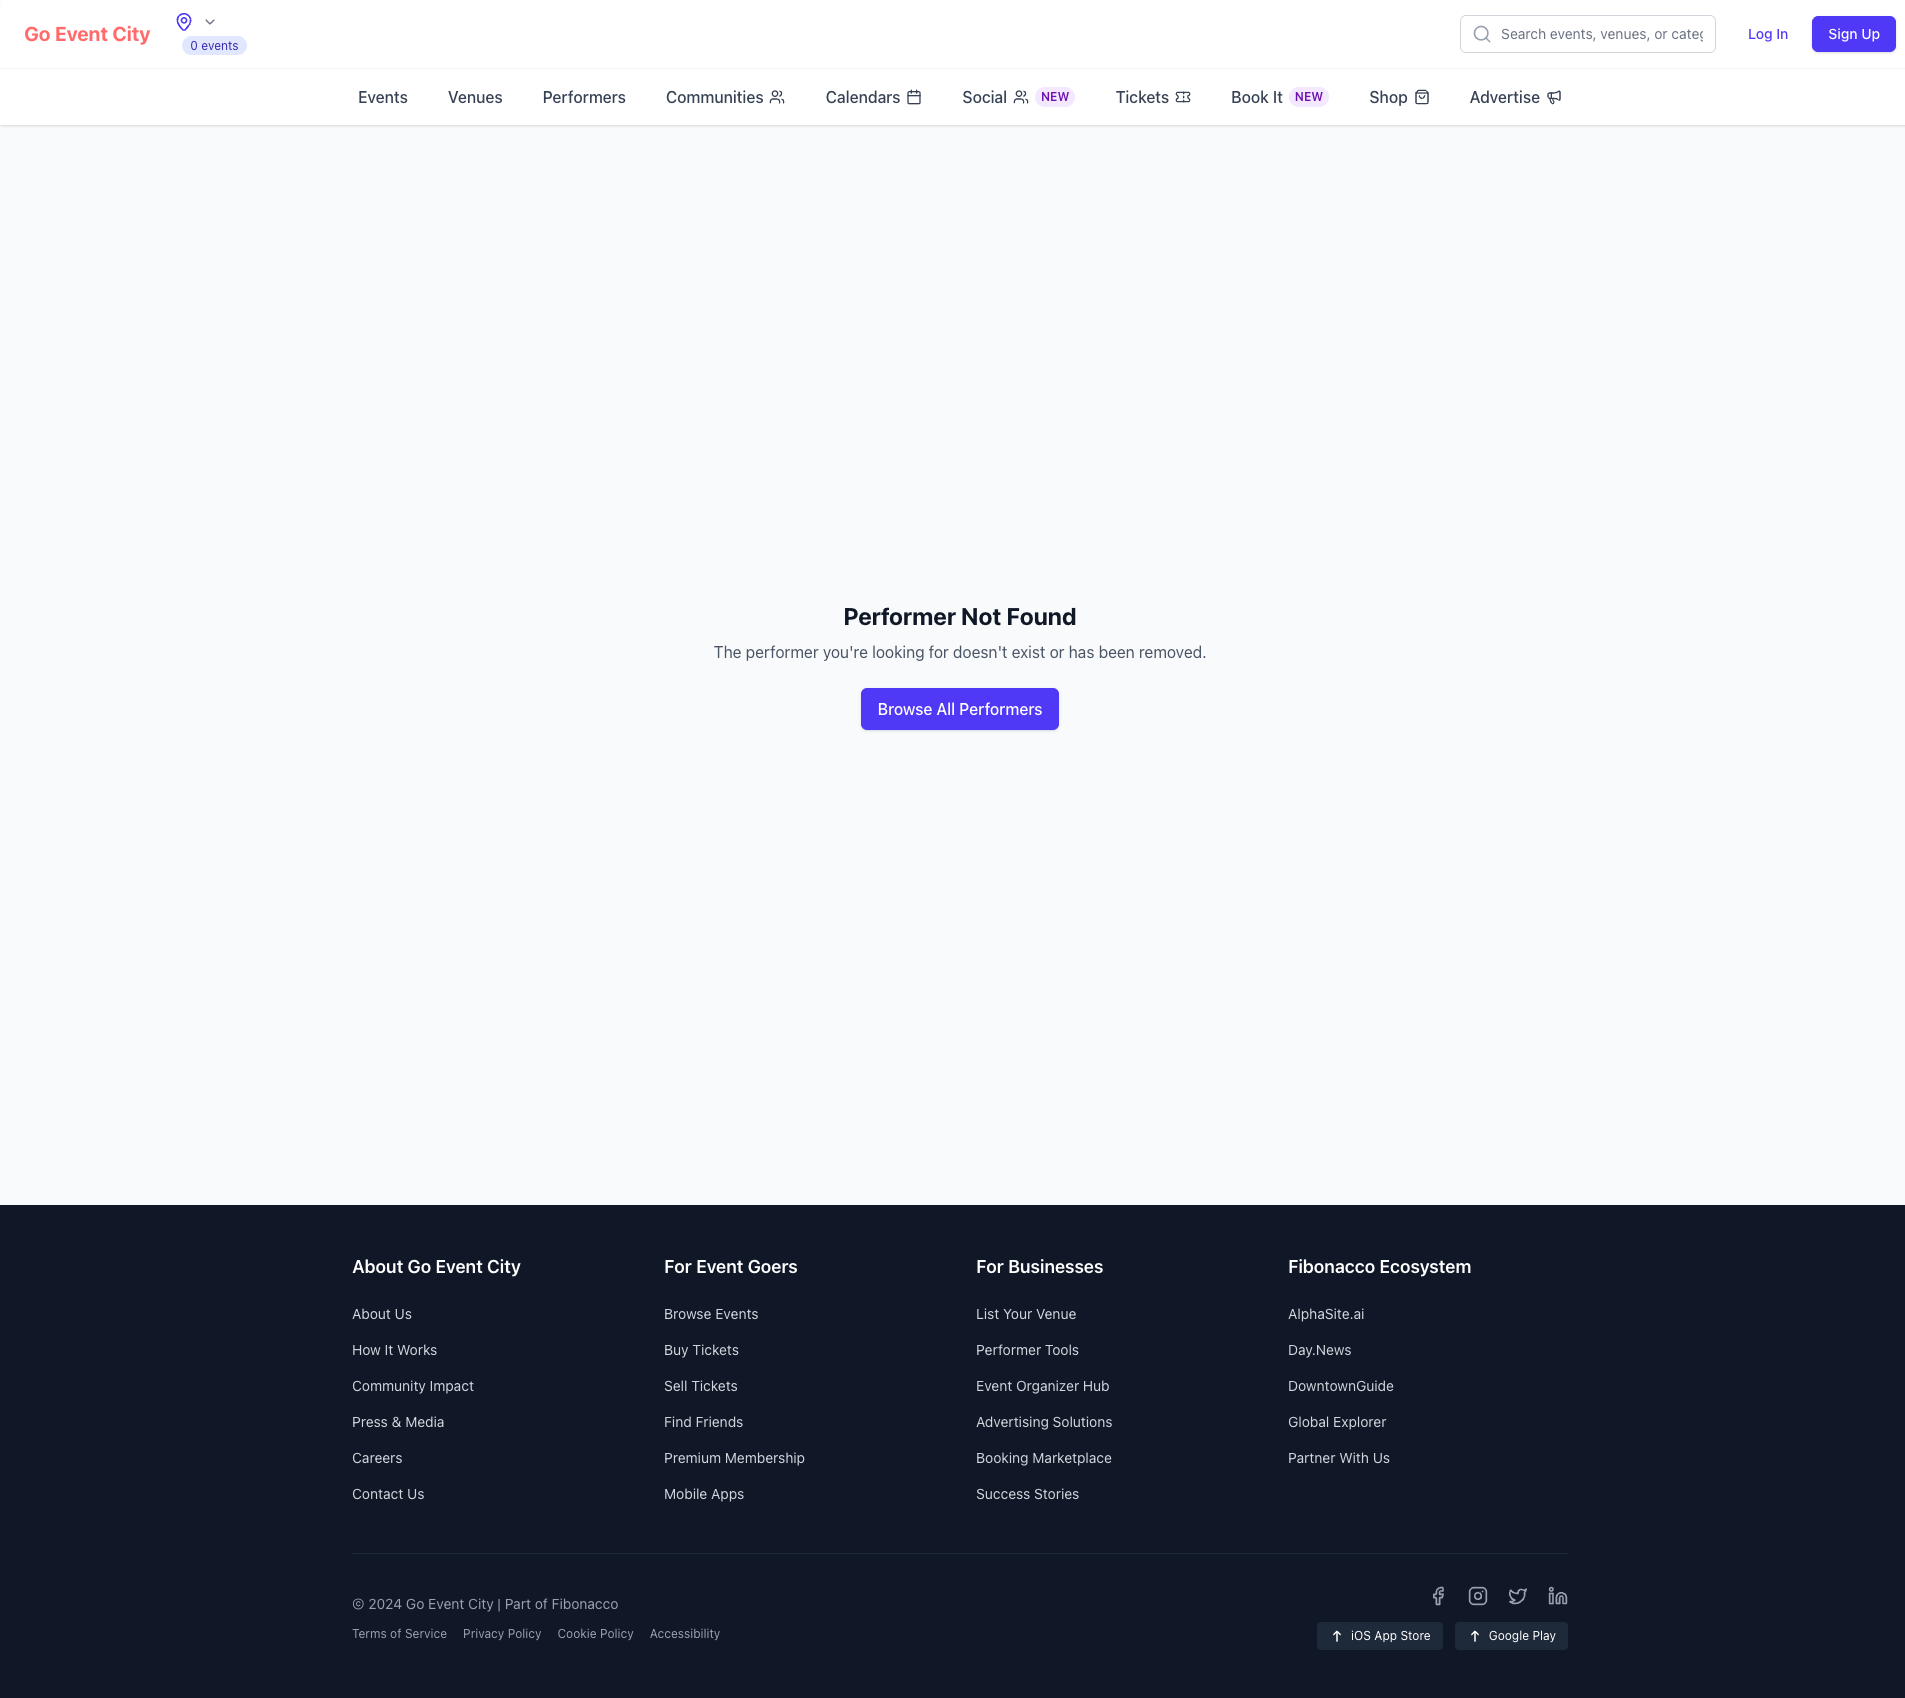 Go Event City
0 events
Search events, venues, or categ
Log In
Sign Up
Events
Venues
Performers
Communities
Calendars
Social NEW
Tickets
Book It NEW
Shop
Advertise
Performer Not Found
The performer you're looking for doesn't exist or has been removed.
Browse All Performers
About Go Event City
About Us
How It Works
Community Impact
Press & Media
Careers
Contact Us
For Event Goers
Browse Events
Buy Tickets
Sell Tickets
Find Friends
Premium Membership
Mobile Apps
For Businesses
List Your Venue
Performer Tools
Event Organizer Hub
Advertising Solutions
Booking Marketplace
Success Stories
Fibonacco Ecosystem
AlphaSite.ai
Day.News
DowntownGuide
Global Explorer
Partner With Us
© 2024 Go Event City | Part of Fibonacco
Terms of Service
Privacy Policy
Cookie Policy
Accessibility
iOS App Store
Google Play